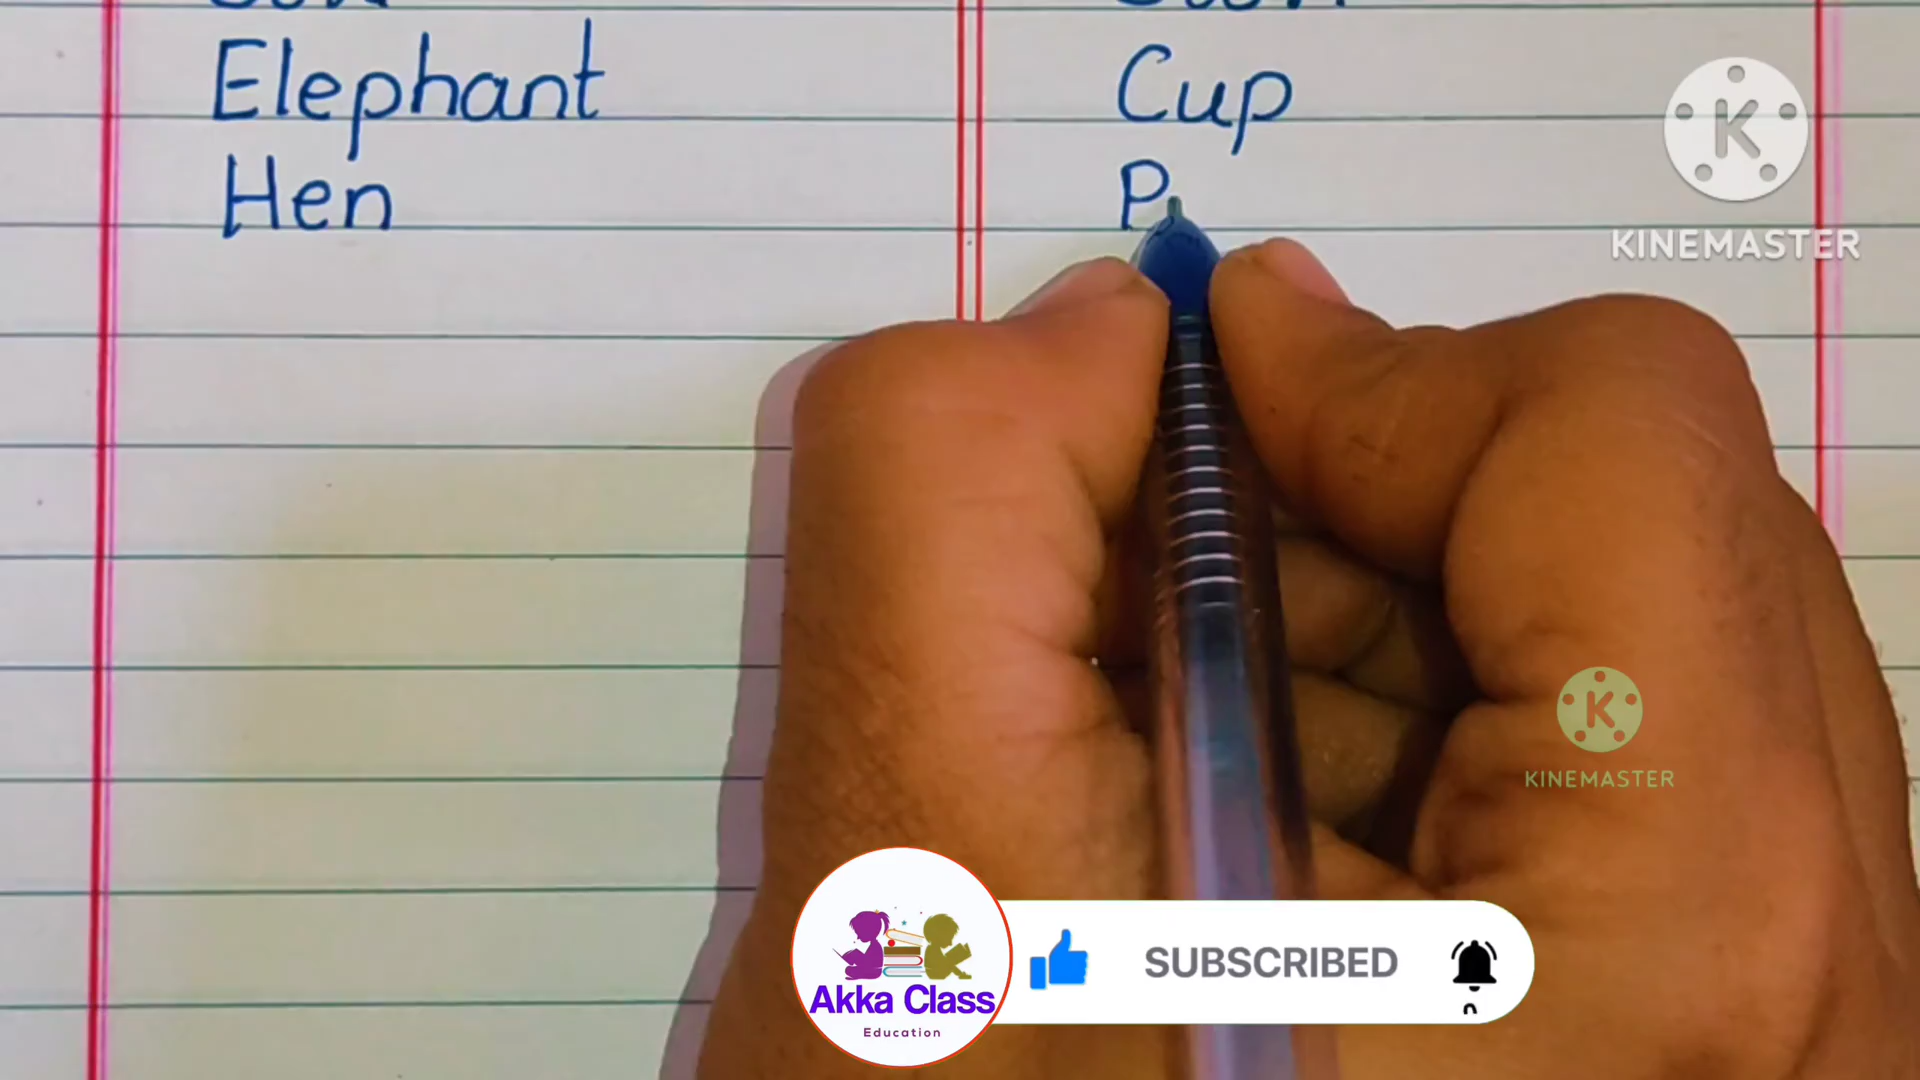 Elephant
Cup
Hen
P
KINEMASTER
KINEMASTER
Akka Class
Education
SUBSCRIBED